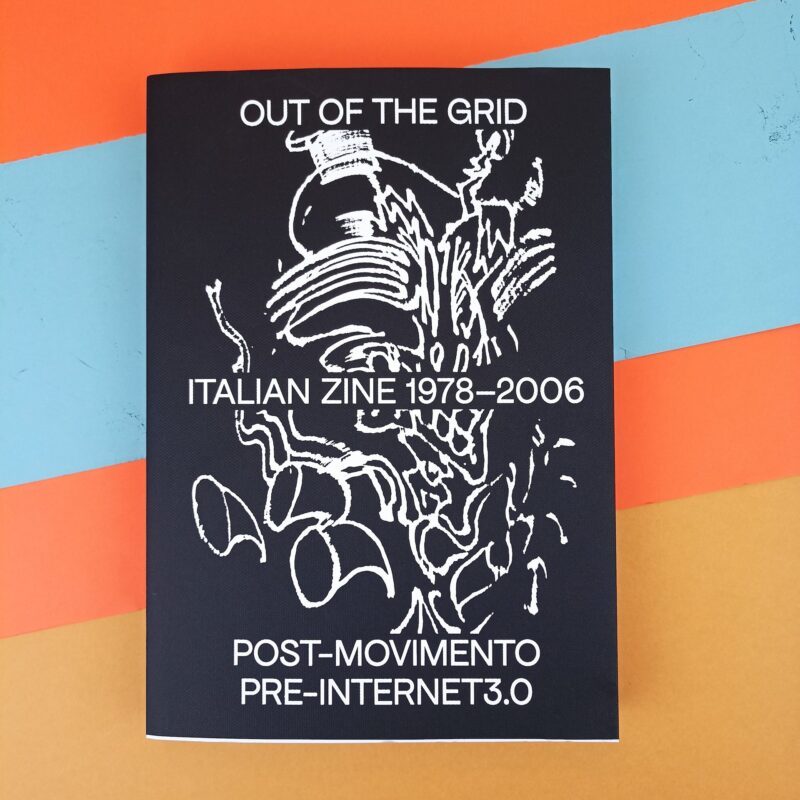 OUT OF THE GRID
ITALIAN ZINE 1978–2006
POST–MOVIMENTO
PRE–INTERNET3.0